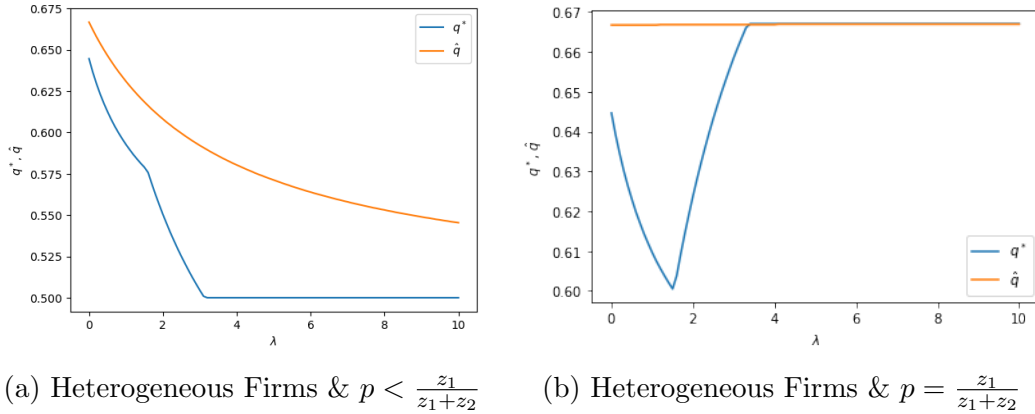 0.675
0.650
0.625
0.600
0.575
0.550
0.525
0.500
q*, q̂
0 2 4 6 8 10
λ
q*
q̂
(a) Heterogeneous Firms & p < z₁/(z₁+z₂)
0.67
0.66
0.65
0.64
0.63
0.62
0.61
0.60
q*, q̂
0 2 4 6 8 10
λ
q*
q̂
(b) Heterogeneous Firms & p = z₁/(z₁+z₂)